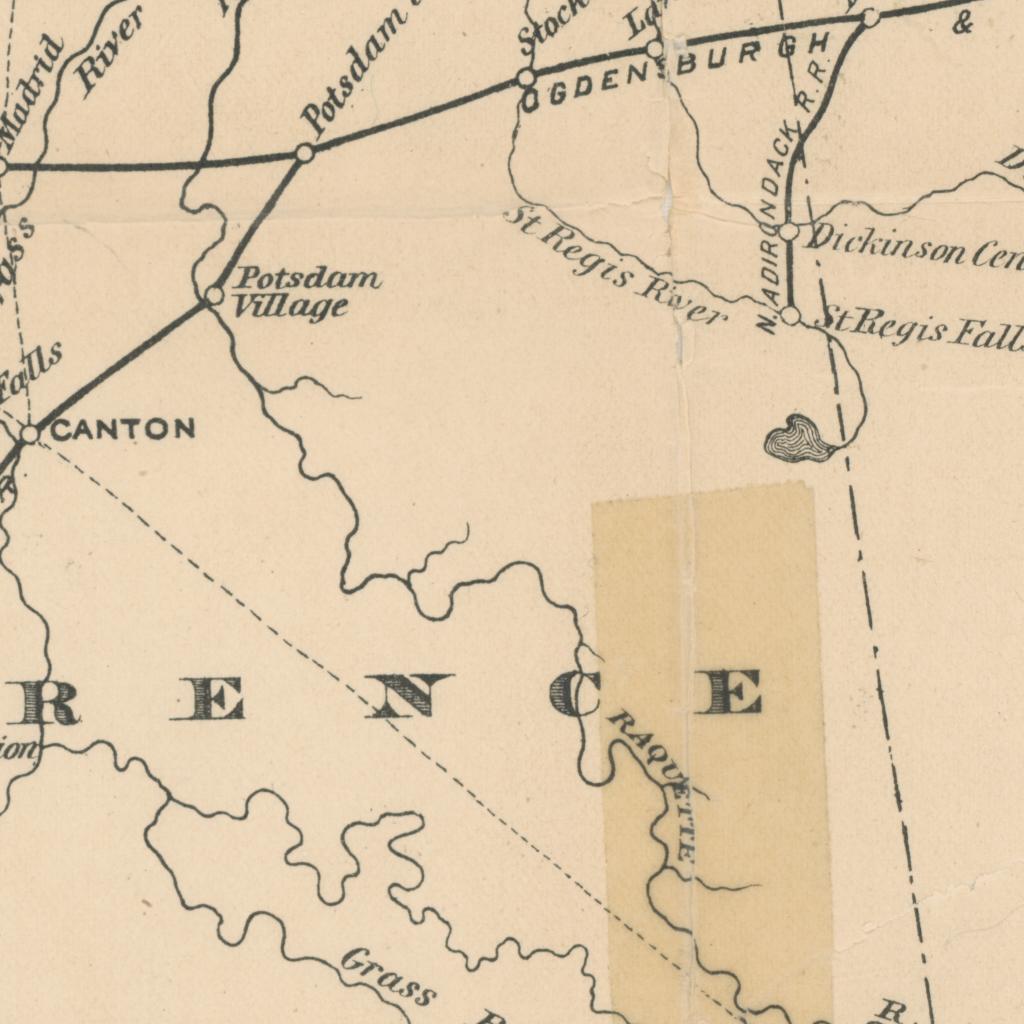 Madrid
River
Potsdam
Stock
OGDENSBURGH
&
N. ADIRONDACK R.R.
St Regis River
Dickinson Cen
St Regis Falls
Potsdam
Village
Falls
CANTON
RENCE
RAQUETTE
Grass
R.